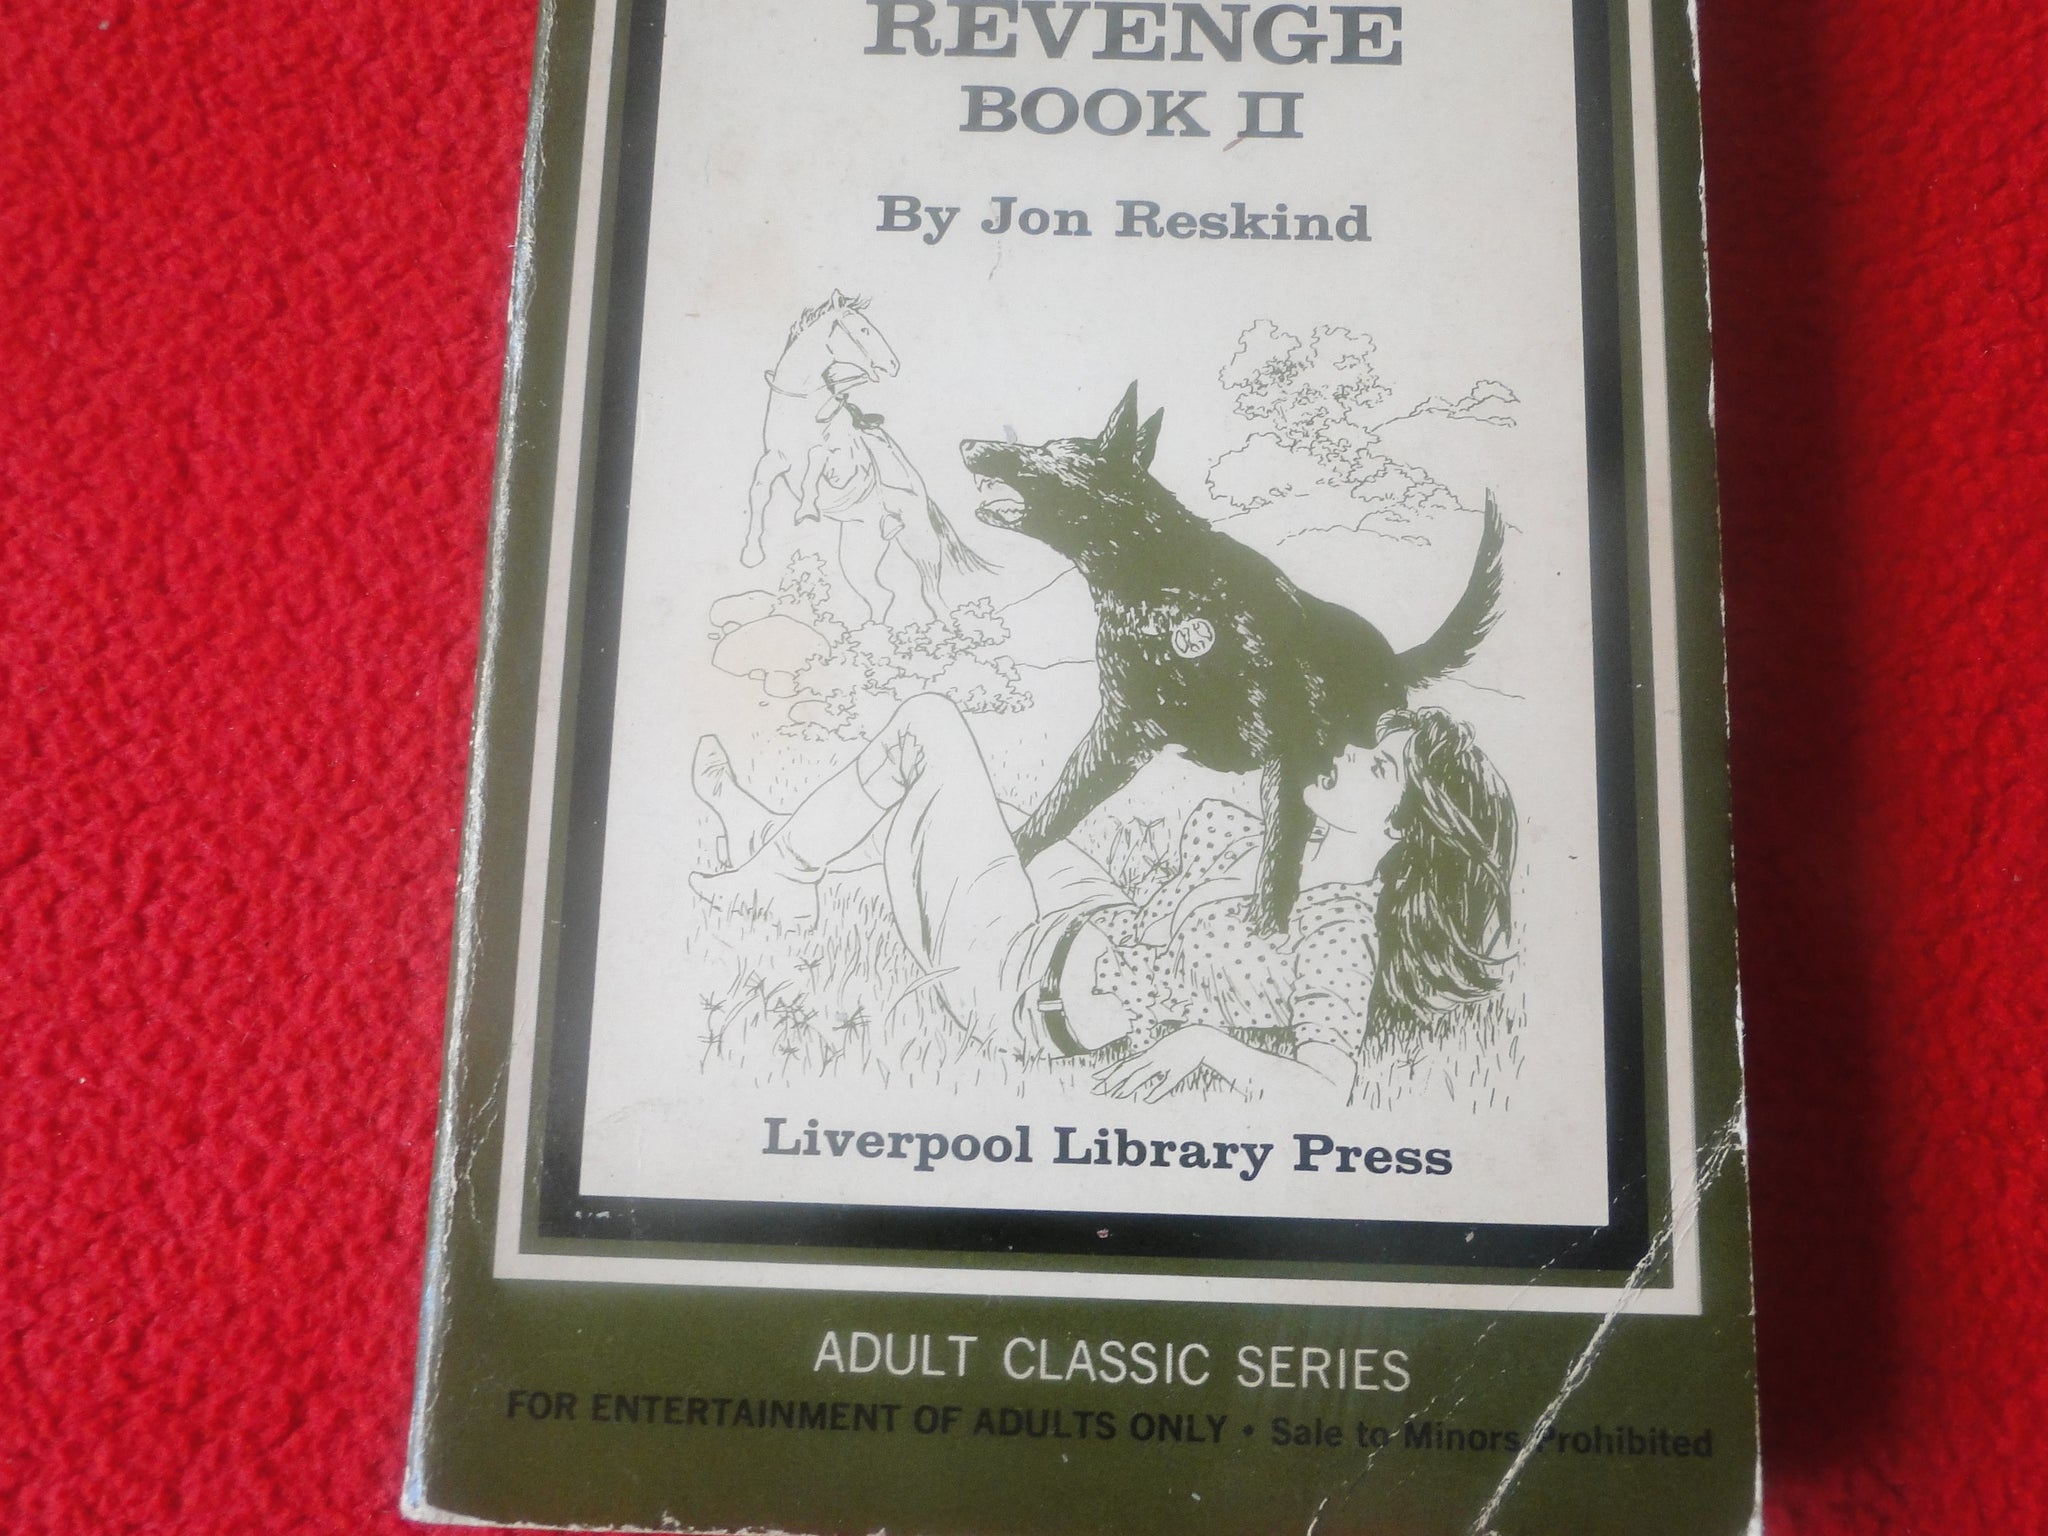 REVENGE
BOOK II
By Jon Reskind
Liverpool Library Press
ADULT CLASSIC SERIES
FOR ENTERTAINMENT OF ADULTS ONLY • Sale to Minors Prohibited